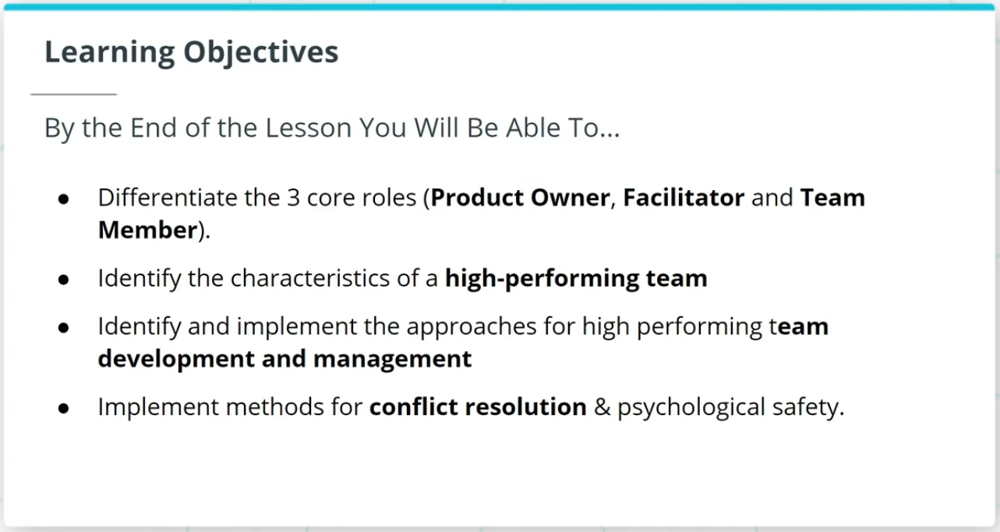 Learning Objectives
By the End of the Lesson You Will Be Able To...
● Differentiate the 3 core roles (Product Owner, Facilitator and Team
Member).
● Identify the characteristics of a high-performing team
● Identify and implement the approaches for high performing team
development and management
● Implement methods for conflict resolution & psychological safety.